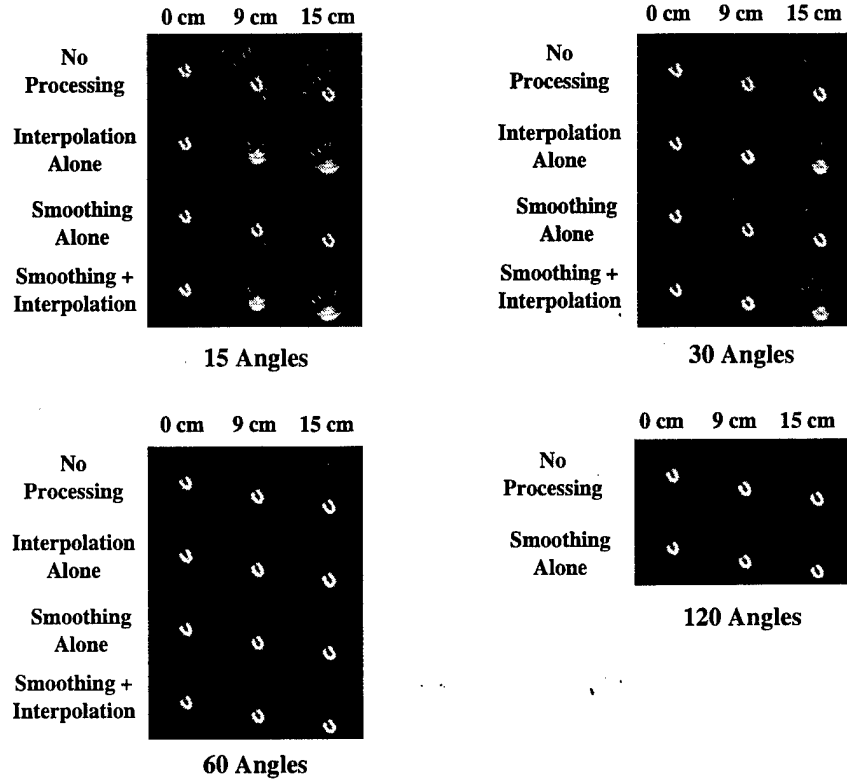 0 cm 9 cm 15 cm
No
Processing
Interpolation
Alone
Smoothing
Alone
Smoothing +
Interpolation
15 Angles
0 cm 9 cm 15 cm
No
Processing
Interpolation
Alone
Smoothing
Alone
Smoothing +
Interpolation
30 Angles
0 cm 9 cm 15 cm
No
Processing
Interpolation
Alone
Smoothing
Alone
Smoothing +
Interpolation
60 Angles
0 cm 9 cm 15 cm
No
Processing
Smoothing
Alone
120 Angles